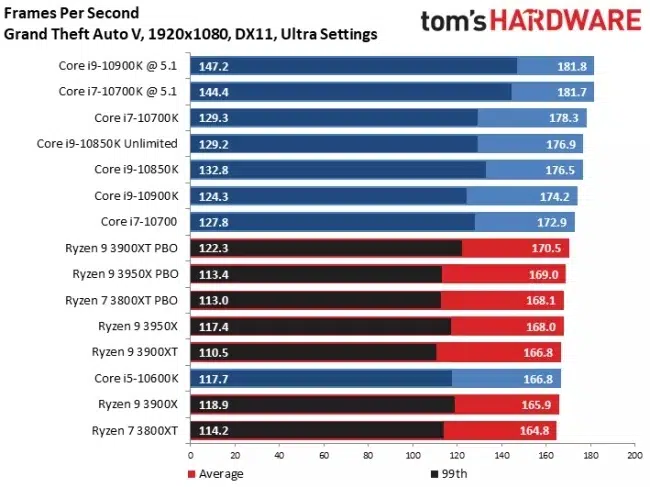 Frames Per Second
Grand Theft Auto V, 1920x1080, DX11, Ultra Settings
tom's HARDWARE
Core i9-10900K @ 5.1 147.2 181.8
Core i7-10700K @ 5.1 144.4 181.7
Core i7-10700K 129.3 178.3
Core i9-10850K Unlimited 129.2 176.9
Core i9-10850K 132.8 176.5
Core i9-10900K 124.3 174.2
Core i7-10700 127.8 172.9
Ryzen 9 3900XT PBO 122.3 170.5
Ryzen 9 3950X PBO 113.4 169.0
Ryzen 7 3800XT PBO 113.0 168.1
Ryzen 9 3950X 117.4 168.0
Ryzen 9 3900XT 110.5 166.8
Core i5-10600K 117.7 166.8
Ryzen 9 3900X 118.9 165.9
Ryzen 7 3800XT 114.2 164.8
0 20 40 60 80 100 120 140 160 180 200
Average 99th